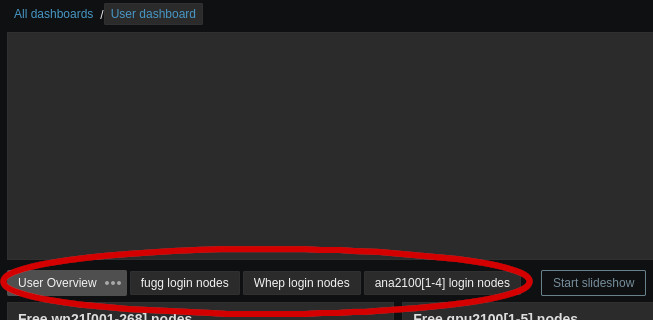 All dashboards / User dashboard
User Overview ••• fugg login nodes Whep login nodes ana2100[1-4] login nodes Start slideshow
Free wn21[001-268] nodes Free gpu2100[1-5] nodes